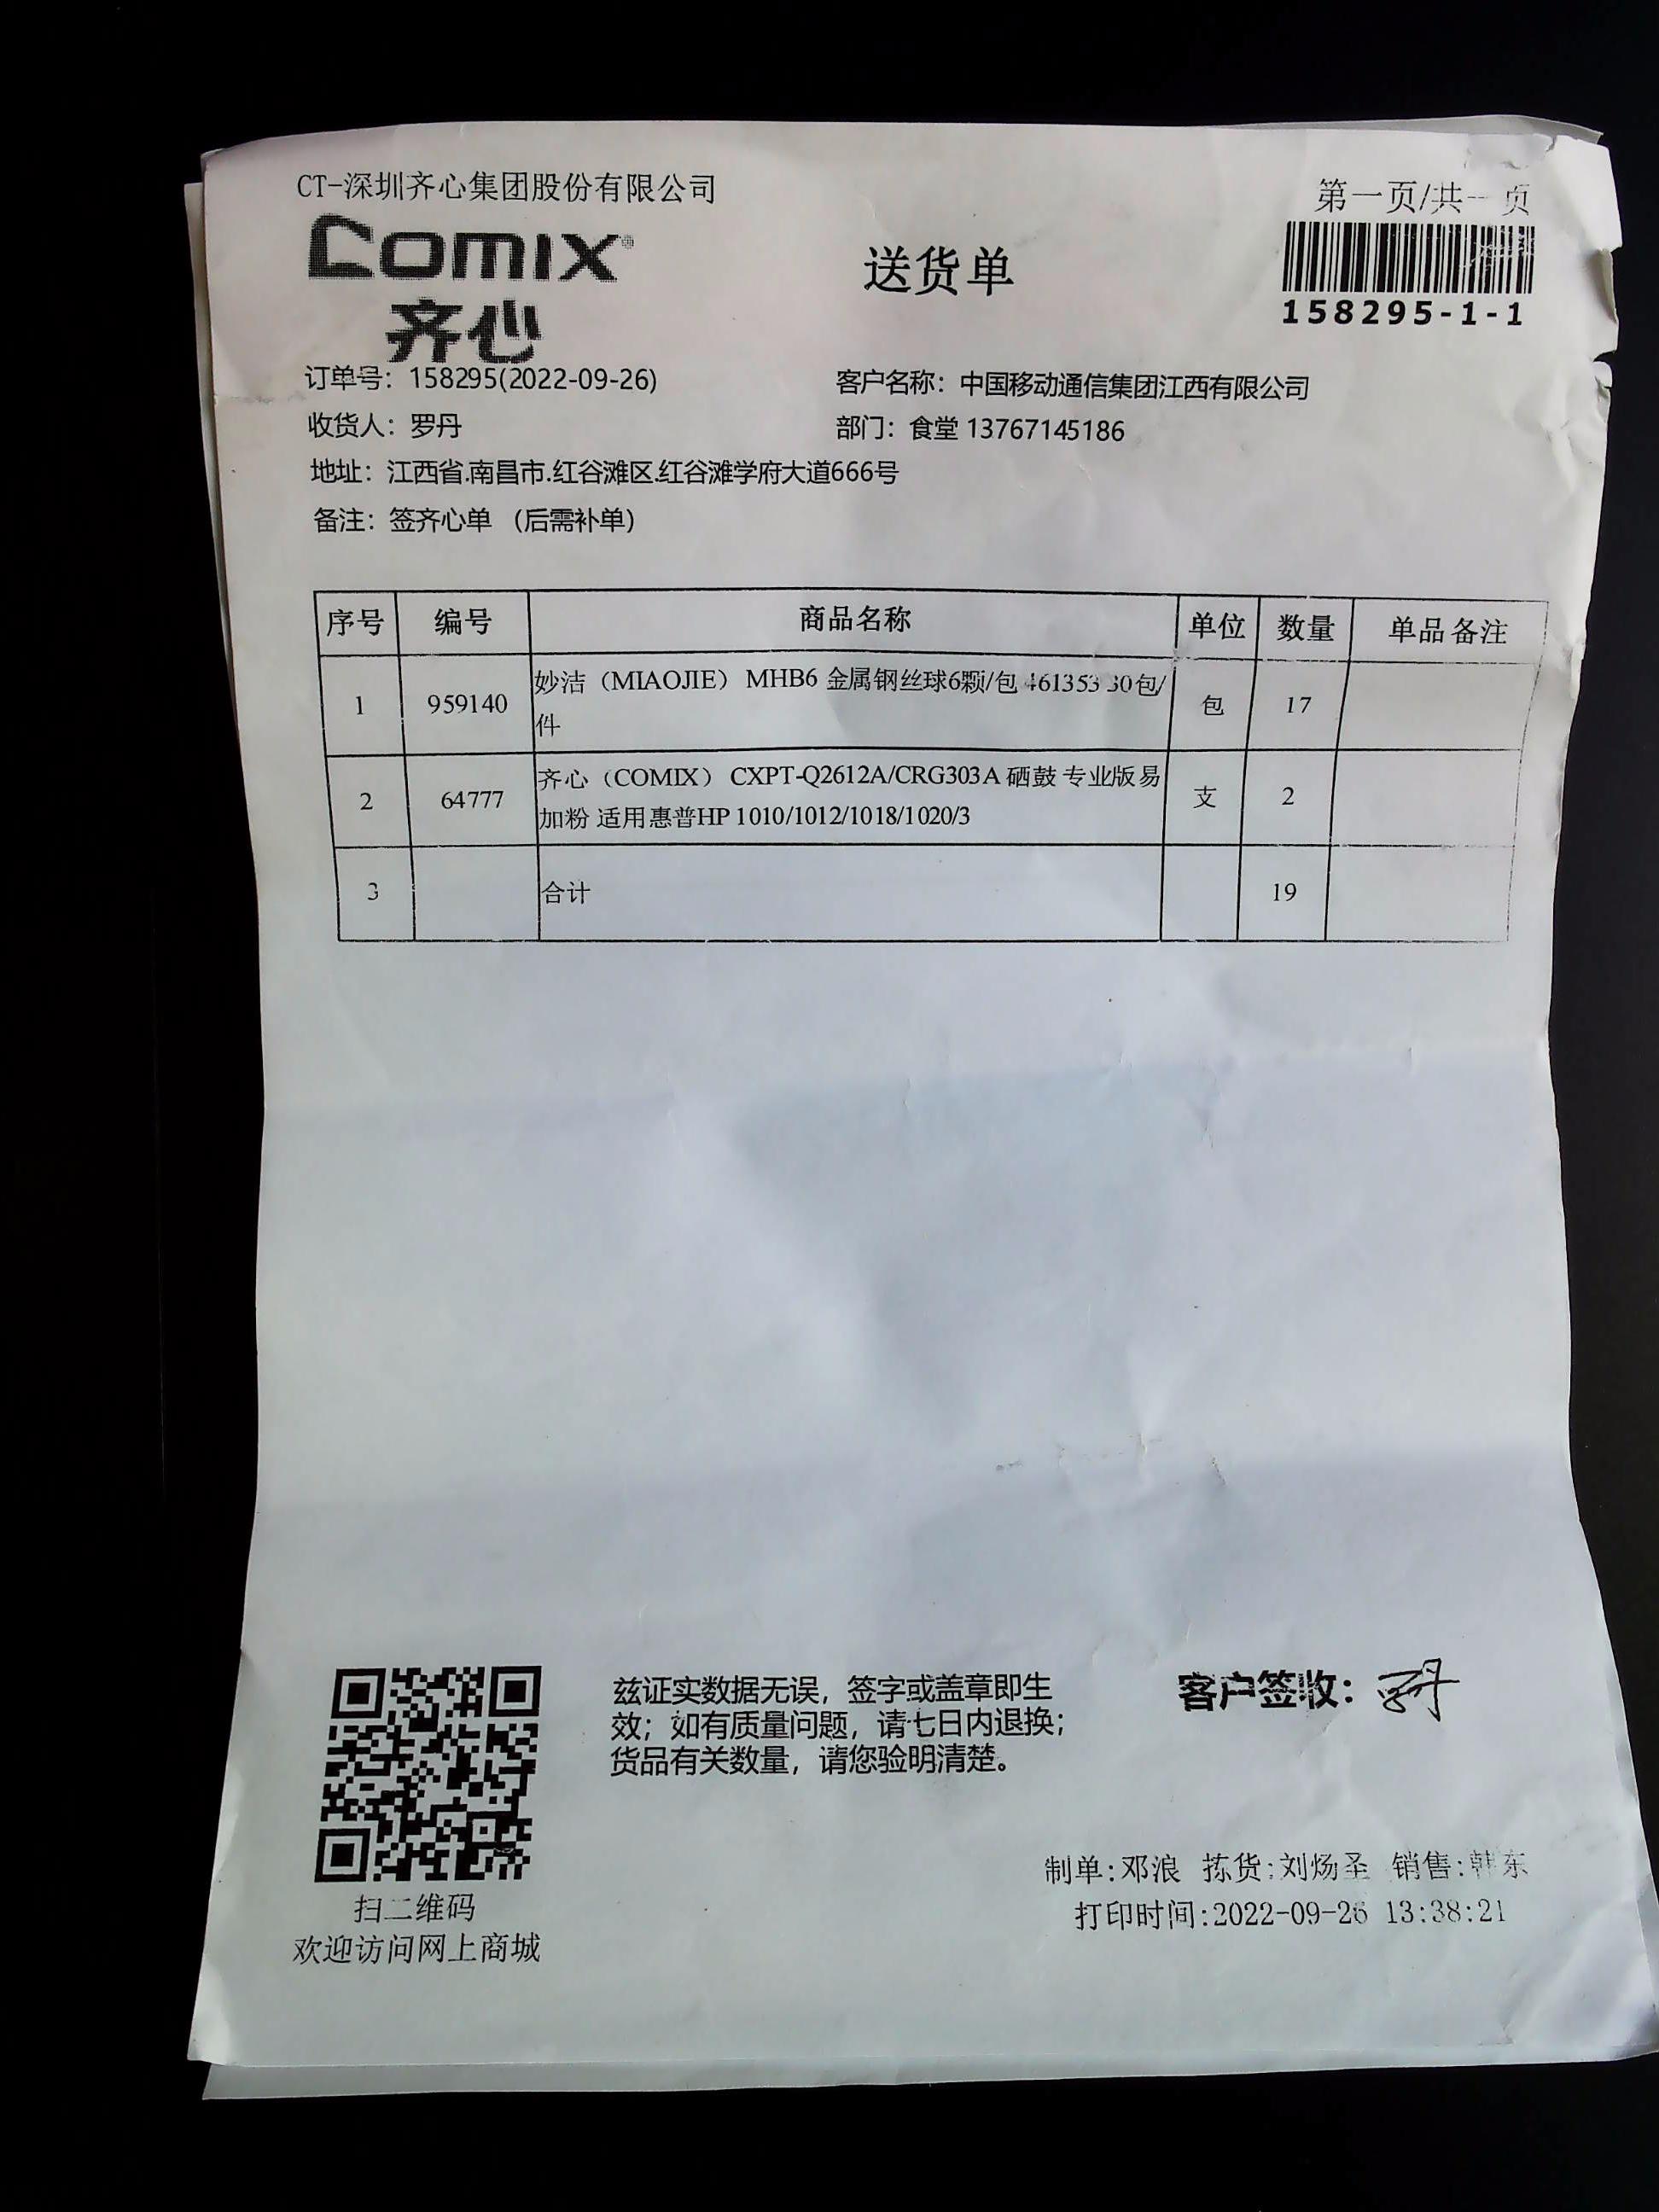 CT-深圳齐心集团股份有限公司
第一页/共一页
COMIX®
齐心
送货单
158295-1-1
订单号：158295(2022-09-26)
客户名称：中国移动通信集团江西有限公司
收货人：罗丹
部门：食堂 13767145186
地址：江西省.南昌市.红谷滩区.红谷滩学府大道666号
备注：签齐心单 （后需补单）
序号 编号 商品名称 单位 数量 单品备注
1 959140 妙洁（MIAOJIE） MHB6 金属钢丝球6颗/包 461353 30包/ 包 17
件
2 64777 齐心（COMIX） CXPT-Q2612A/CRG303A 硒鼓 专业版易 支 2
加粉 适用惠普HP 1010/1012/1018/1020/3
3 合计 19
兹证实数据无误，签字或盖章即生
效；如有质量问题，请七日内退换；
货品有关数量，请您验明清楚。
客户签收：罗丹
扫二维码
欢迎访问网上商城
制单:邓浪 拣货:刘炀圣 销售:韩东
打印时间:2022-09-26 13:38:21